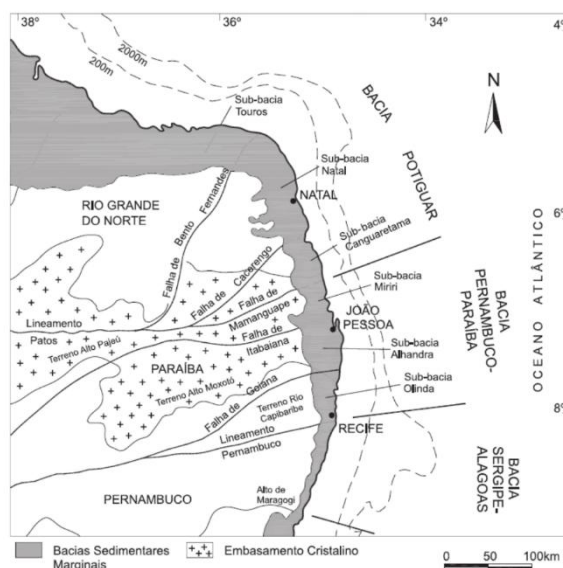 38°
36°
34°
4º
2000m
200m
BACIA
POTIGUAR
N
Sub-bacia
Touros
Sub-bacia
Natal
NATAL
RIO GRANDE
DO NORTE
Falha de Bento Fernandes
6º
Sub-bacia
Canguaretama
Falha de Cacerengo
Sub-bacia
Miriri
Falha de
Mamanguape
Lineamento
Patos
Terreno Alto Pajeú
JOÃO
PESSOA
BACIA
PERNAMBUCO-
PARAÍBA
OCEANO ATLÂNTICO
Falha de
Itabaiana
Sub-bacia
Alhandra
PARAÍBA
Terreno Alto Moxotó
Falha de Goiana
Terreno Rio
Capibaribe
Sub-bacia
Olinda
Lineamento
Pernambuco
RECIFE
8º
BACIA
SERGIPE-
ALAGOAS
PERNAMBUCO
Alto de
Maragogi
Bacias Sedimentares
Marginais
Embasamento Cristalino
0 50 100km